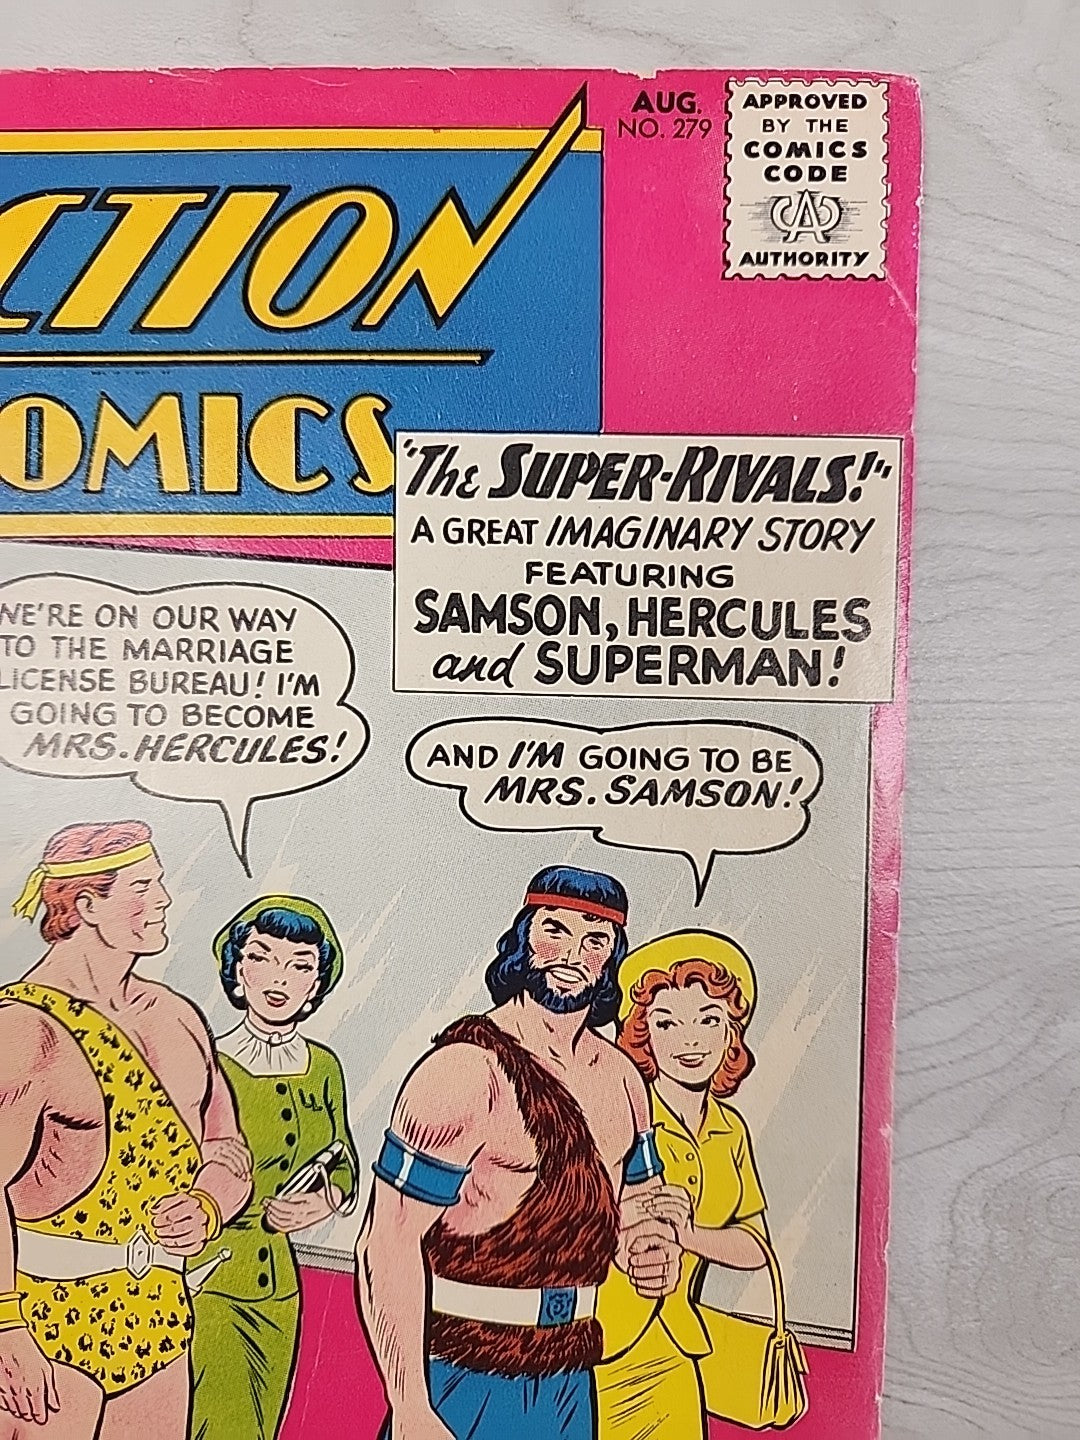 AUG.
NO. 279
APPROVED
BY THE
COMICS
CODE
CA
AUTHORITY
CTION
OMICS
"The SUPER-RIVALS!"
A GREAT IMAGINARY STORY
FEATURING
SAMSON, HERCULES
and SUPERMAN!
WE'RE ON OUR WAY
TO THE MARRIAGE
LICENSE BUREAU! I'M
GOING TO BECOME
MRS. HERCULES!
AND I'M GOING TO BE
MRS. SAMSON!